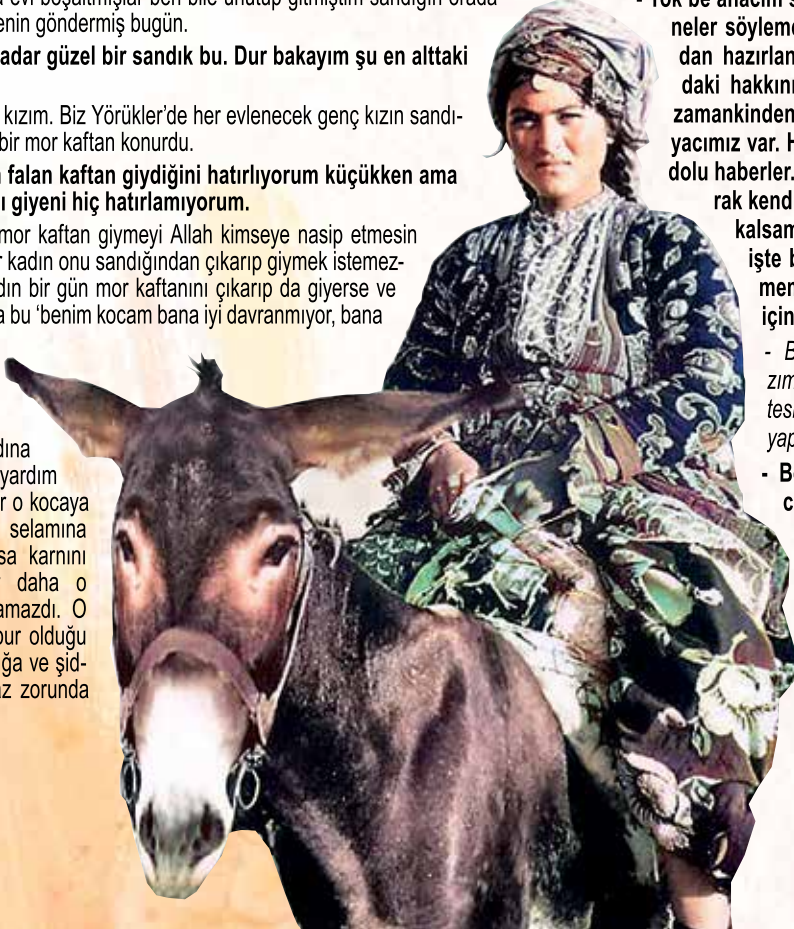 evi boşaltmışlar ben bile unutup gitmiştim sandığın orada
enin göndermiş bugün.
adar güzel bir sandık bu. Dur bakayım şu en alttaki
kızım. Biz Yörükler’de her evlenecek genç kızın sandı-
bir mor kaftan konurdu.
falan kaftan giydiğini hatırlıyorum küçükken ama
ı giyeni hiç hatırlamıyorum.
mor kaftan giymeyi Allah kimseye nasip etmesin
r kadın onu sandığından çıkarıp giymek istemez-
dın bir gün mor kaftanını çıkarıp da giyerse ve
a bu ‘benim kocam bana iyi davranmıyor, bana
dına
yardım
r o kocaya
selamına
sa karnını
daha o
amazdı. O
bur olduğu
ğa ve şid-
az zorunda
- Yok be anacım s
neler söyleme
dan hazırlan
daki hakkını
zamankinden
yacımız var. H
dolu haberler.
rak kend
kalsam
işte b
men
için
- B
zım
tes
yap
- B
c